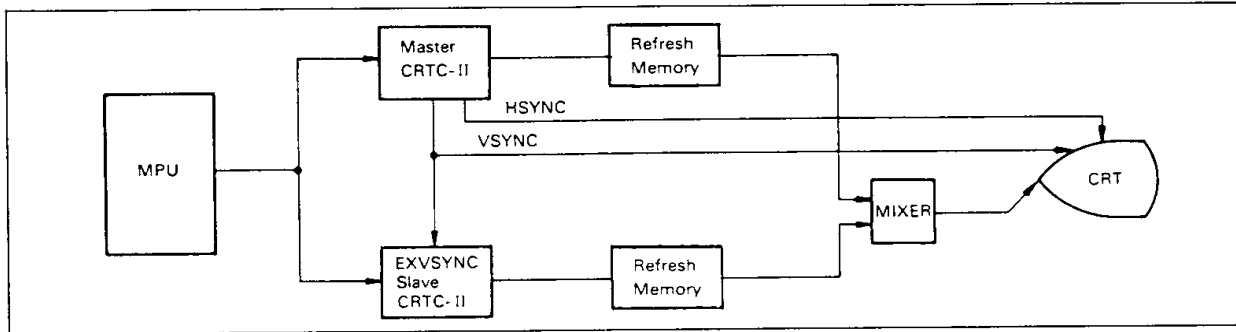 Master
CRTC-II
Refresh
Memory
HSYNC
VSYNC
MPU
CRT
MIXER
EXVSYNC
Slave
CRTC-II
Refresh
Memory